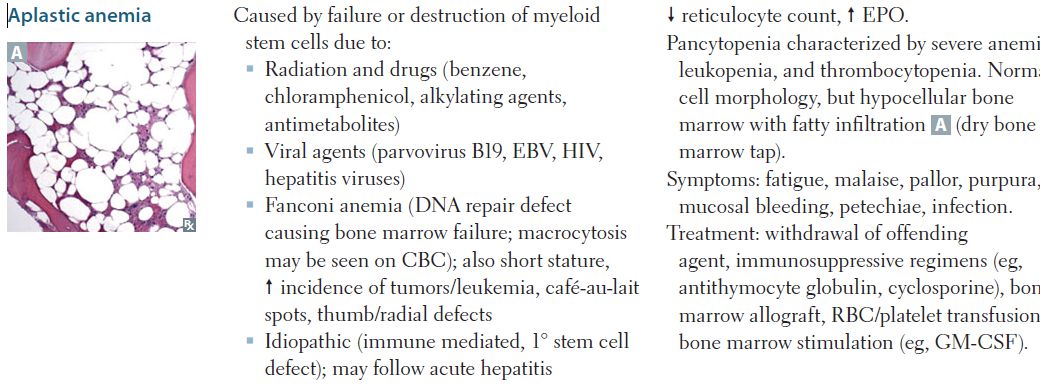 Aplastic anemia
A
Rx
Caused by failure or destruction of myeloid
stem cells due to:
▪ Radiation and drugs (benzene,
chloramphenicol, alkylating agents,
antimetabolites)
▪ Viral agents (parvovirus B19, EBV, HIV,
hepatitis viruses)
▪ Fanconi anemia (DNA repair defect
causing bone marrow failure; macrocytosis
may be seen on CBC); also short stature,
↑ incidence of tumors/leukemia, café-au-lait
spots, thumb/radial defects
▪ Idiopathic (immune mediated, 1° stem cell
defect); may follow acute hepatitis
↓ reticulocyte count, ↑ EPO.
Pancytopenia characterized by severe anemi
leukopenia, and thrombocytopenia. Norma
cell morphology, but hypocellular bone
marrow with fatty infiltration A (dry bone
marrow tap).
Symptoms: fatigue, malaise, pallor, purpura,
mucosal bleeding, petechiae, infection.
Treatment: withdrawal of offending
agent, immunosuppressive regimens (eg,
antithymocyte globulin, cyclosporine), bon
marrow allograft, RBC/platelet transfusion
bone marrow stimulation (eg, GM-CSF).